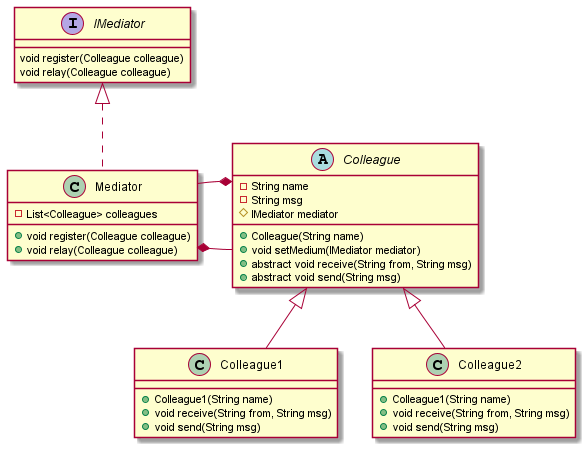 I IMediator
void register(Colleague colleague)
void relay(Colleague colleague)
C Mediator
List<Colleague> colleagues
void register(Colleague colleague)
void relay(Colleague colleague)
A Colleague
String name
String msg
IMediator mediator
Colleague(String name)
void setMedium(IMediator mediator)
abstract void receive(String from, String msg)
abstract void send(String msg)
C Colleague1
Colleague1(String name)
void receive(String from, String msg)
void send(String msg)
C Colleague2
Colleague1(String name)
void receive(String from, String msg)
void send(String msg)